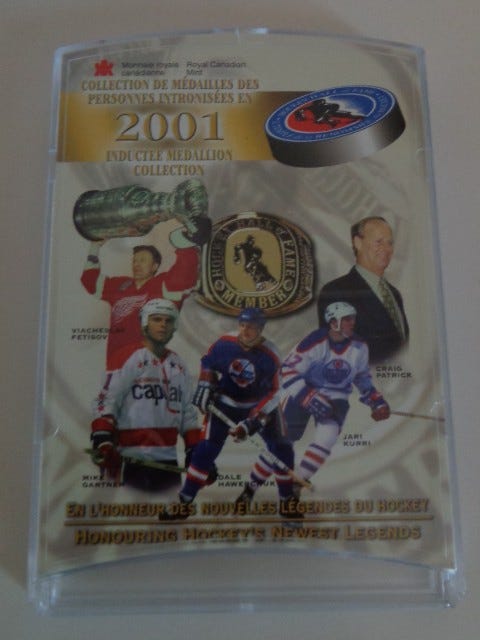 Monnaie royale Royal Canadian
canadienne Mint
COLLECTION DE MÉDAILLES DES
PERSONNES INTRONISÉES EN
2001
INDUCTEE MEDALLION
COLLECTION
HOCKEY HALL of FAME
MEMBER
VIACHESLAV
FETISOV
CRAIG
PATRICK
capitals
JARI
KURRI
MIKE
GARTNER
DALE
HAWERCHUK
EN L'HONNEUR DES NOUVELLES LÉGENDES DU HOCKEY
HONOURING HOCKEY'S NEWEST LEGENDS